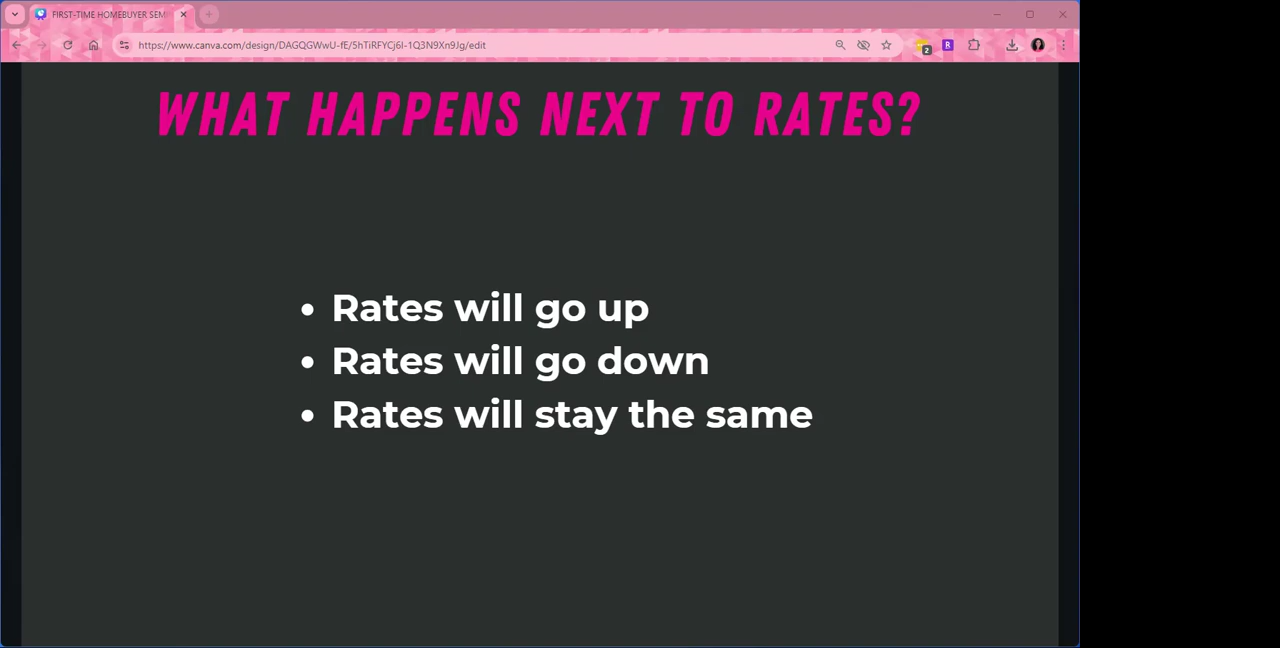 FIRST-TIME HOMEBUYER SEM
https://www.canva.com/design/DAGQGWwU-fE/5hTiRFYCj6I-1Q3N9Xn9Jg/edit
2
R
WHAT HAPPENS NEXT TO RATES?
• Rates will go up
• Rates will go down
• Rates will stay the same